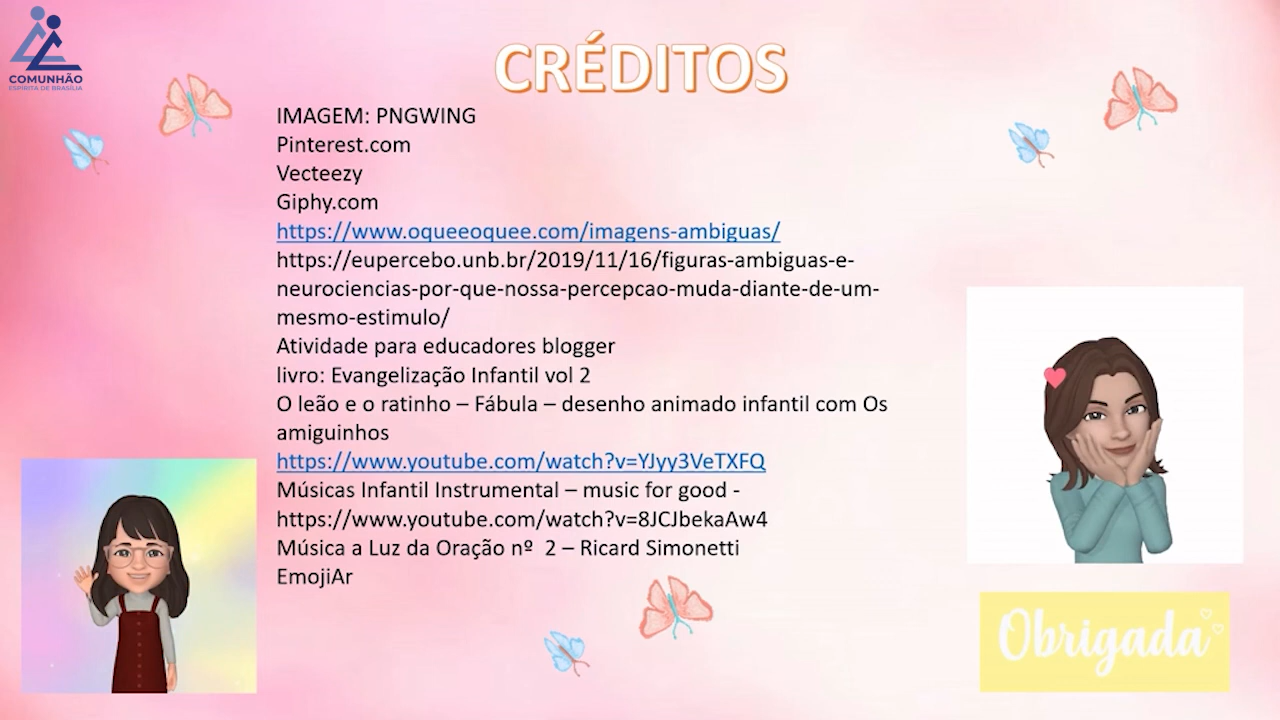 COMUNHÃO
ESPÍRITA DE BRASÍLIA
CRÉDITOS
IMAGEM: PNGWING
Pinterest.com
Vecteezy
Giphy.com
https://www.oqueeoquee.com/imagens-ambiguas/
https://eupercebo.unb.br/2019/11/16/figuras-ambiguas-e-
neurociencias-por-que-nossa-percepcao-muda-diante-de-um-
mesmo-estimulo/
Atividade para educadores blogger
livro: Evangelização Infantil vol 2
O leão e o ratinho – Fábula – desenho animado infantil com Os
amiguinhos
https://www.youtube.com/watch?v=YJyy3VeTXFQ
Músicas Infantil Instrumental – music for good -
https://www.youtube.com/watch?v=8JCJbekaAw4
Música a Luz da Oração nº  2 – Ricard Simonetti
EmojiAr
Obrigada